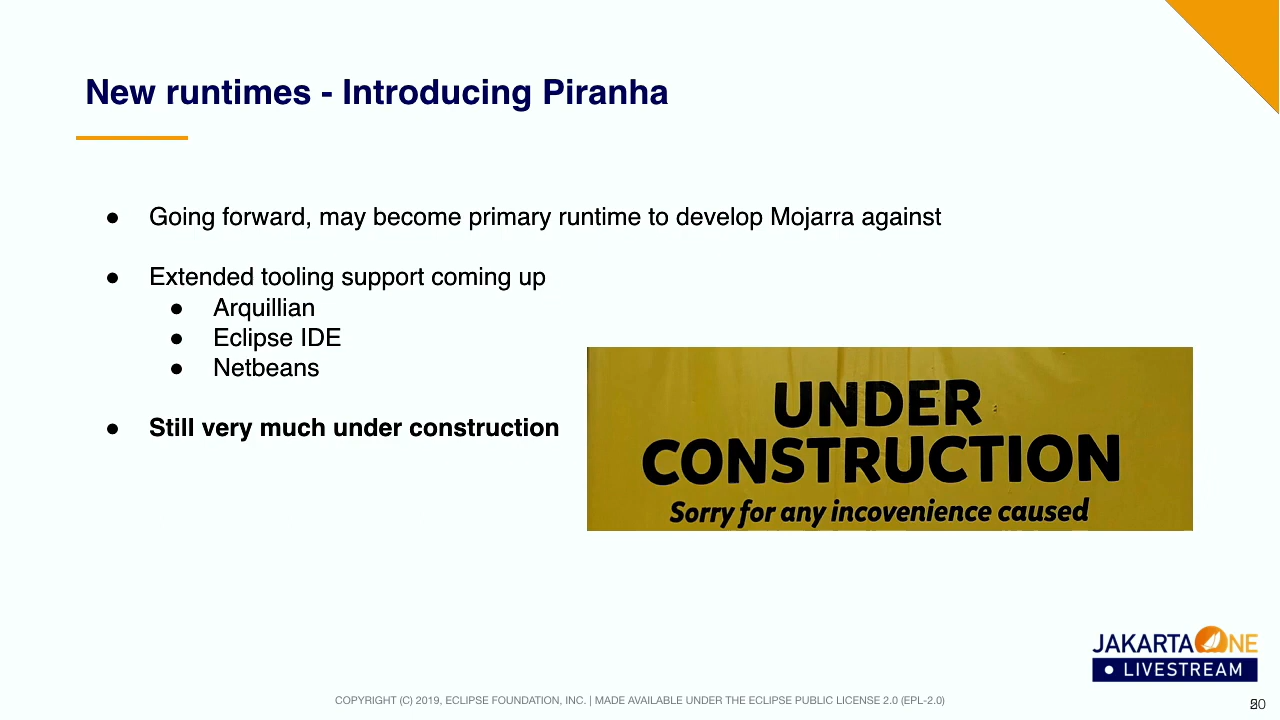 New runtimes - Introducing Piranha
● Going forward, may become primary runtime to develop Mojarra against
● Extended tooling support coming up
● Arquillian
● Eclipse IDE
● Netbeans
● Still very much under construction
UNDER
CONSTRUCTION
Sorry for any incovenience caused
JAKARTA ONE
● LIVESTREAM
COPYRIGHT (C) 2019, ECLIPSE FOUNDATION, INC. | MADE AVAILABLE UNDER THE ECLIPSE PUBLIC LICENSE 2.0 (EPL-2.0)